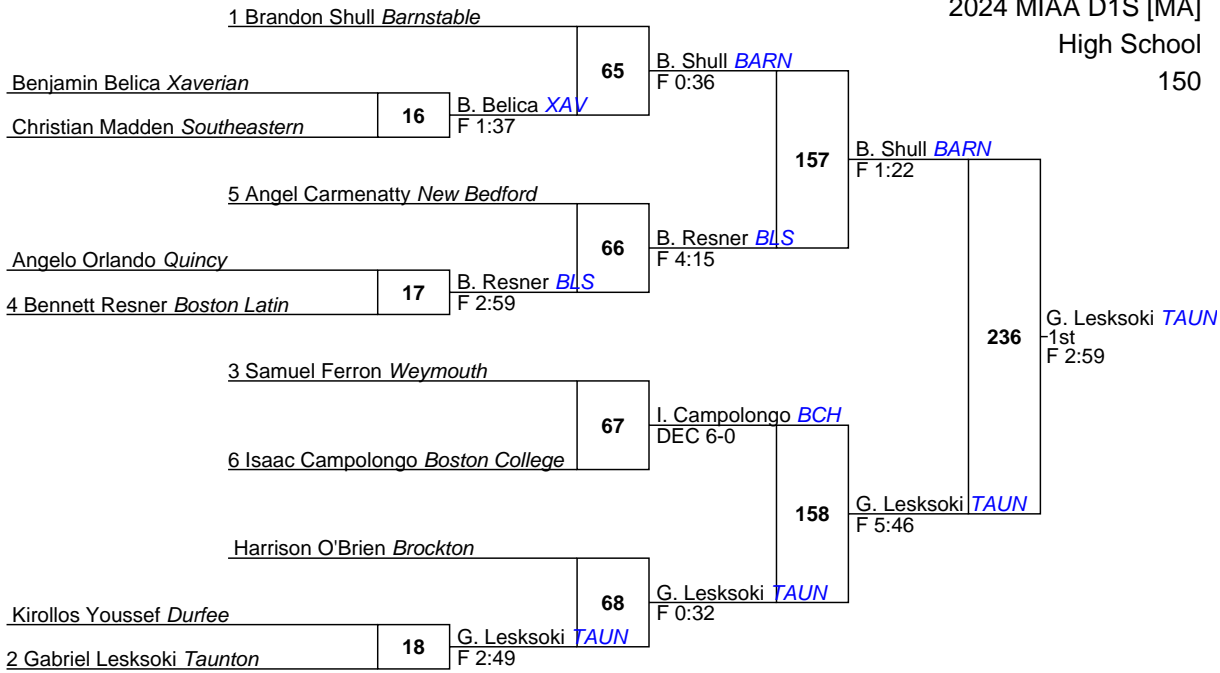 2024 MIAA D1S [MA]
High School
150
1 Brandon Shull Barnstable
65
B. Shull BARN
F 0:36
Benjamin Belica Xaverian
16
B. Belica XAV
F 1:37
Christian Madden Southeastern
157
B. Shull BARN
F 1:22
5 Angel Carmenatty New Bedford
66
B. Resner BLS
F 4:15
Angelo Orlando Quincy
17
B. Resner BLS
F 2:59
4 Bennett Resner Boston Latin
236
G. Lesksoki TAUN
1st
F 2:59
3 Samuel Ferron Weymouth
67
I. Campolongo BCH
DEC 6-0
6 Isaac Campolongo Boston College
158
G. Lesksoki TAUN
F 5:46
Harrison O'Brien Brockton
68
G. Lesksoki TAUN
F 0:32
Kirollos Youssef Durfee
18
G. Lesksoki TAUN
F 2:49
2 Gabriel Lesksoki Taunton